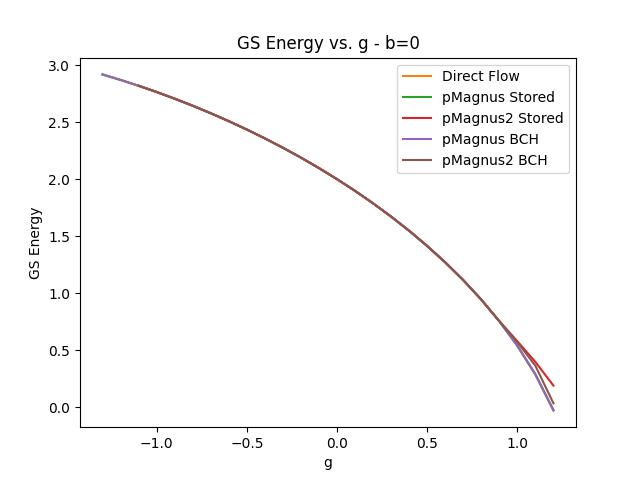 GS Energy vs. g - b=0
Direct Flow
pMagnus Stored
pMagnus2 Stored
pMagnus BCH
pMagnus2 BCH
GS Energy
3.0
2.5
2.0
1.5
1.0
0.5
0.0
−1.0 −0.5 0.0 0.5 1.0
g